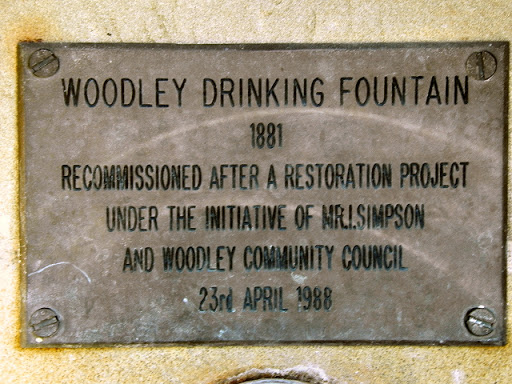 WOODLEY DRINKING FOUNTAIN
1881
RECOMMISSIONED AFTER A RESTORATION PROJECT
UNDER THE INITIATIVE OF MR.I.SIMPSON
AND WOODLEY COMMUNITY COUNCIL
23rd APRIL 1988